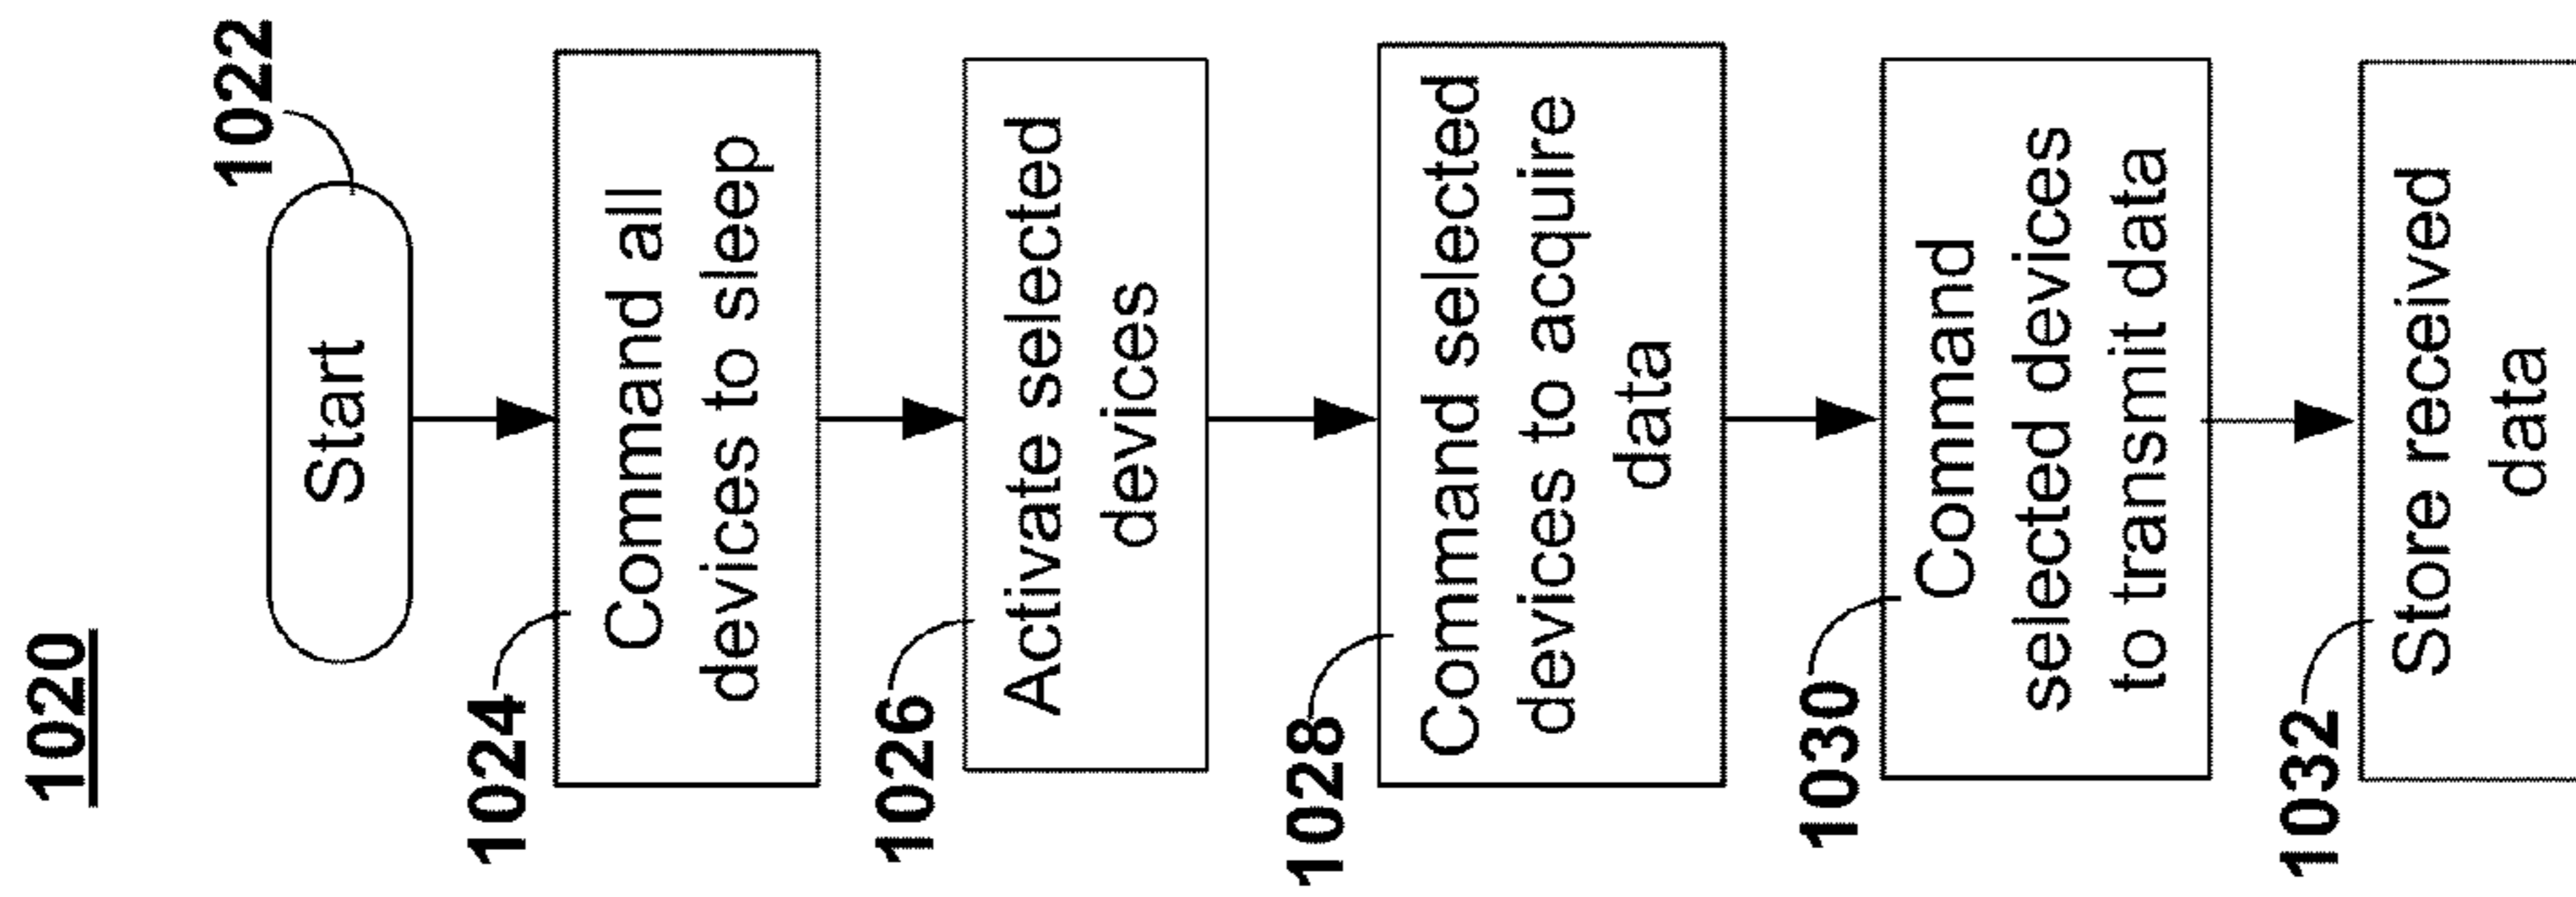 1020
1022
Start
1024
Command all
devices to sleep
1026
Activate selected
devices
1028
Command selected
devices to acquire
data
1030
Command
selected devices
to transmit data
1032
Store received
data